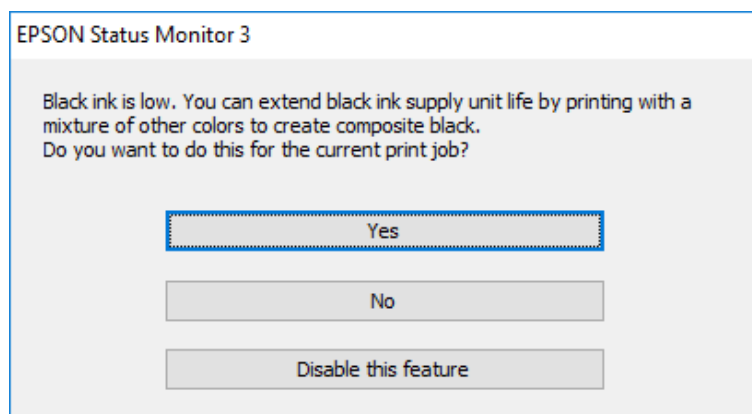 EPSON Status Monitor 3
Black ink is low. You can extend black ink supply unit life by printing with a
mixture of other colors to create composite black.
Do you want to do this for the current print job?
Yes
No
Disable this feature